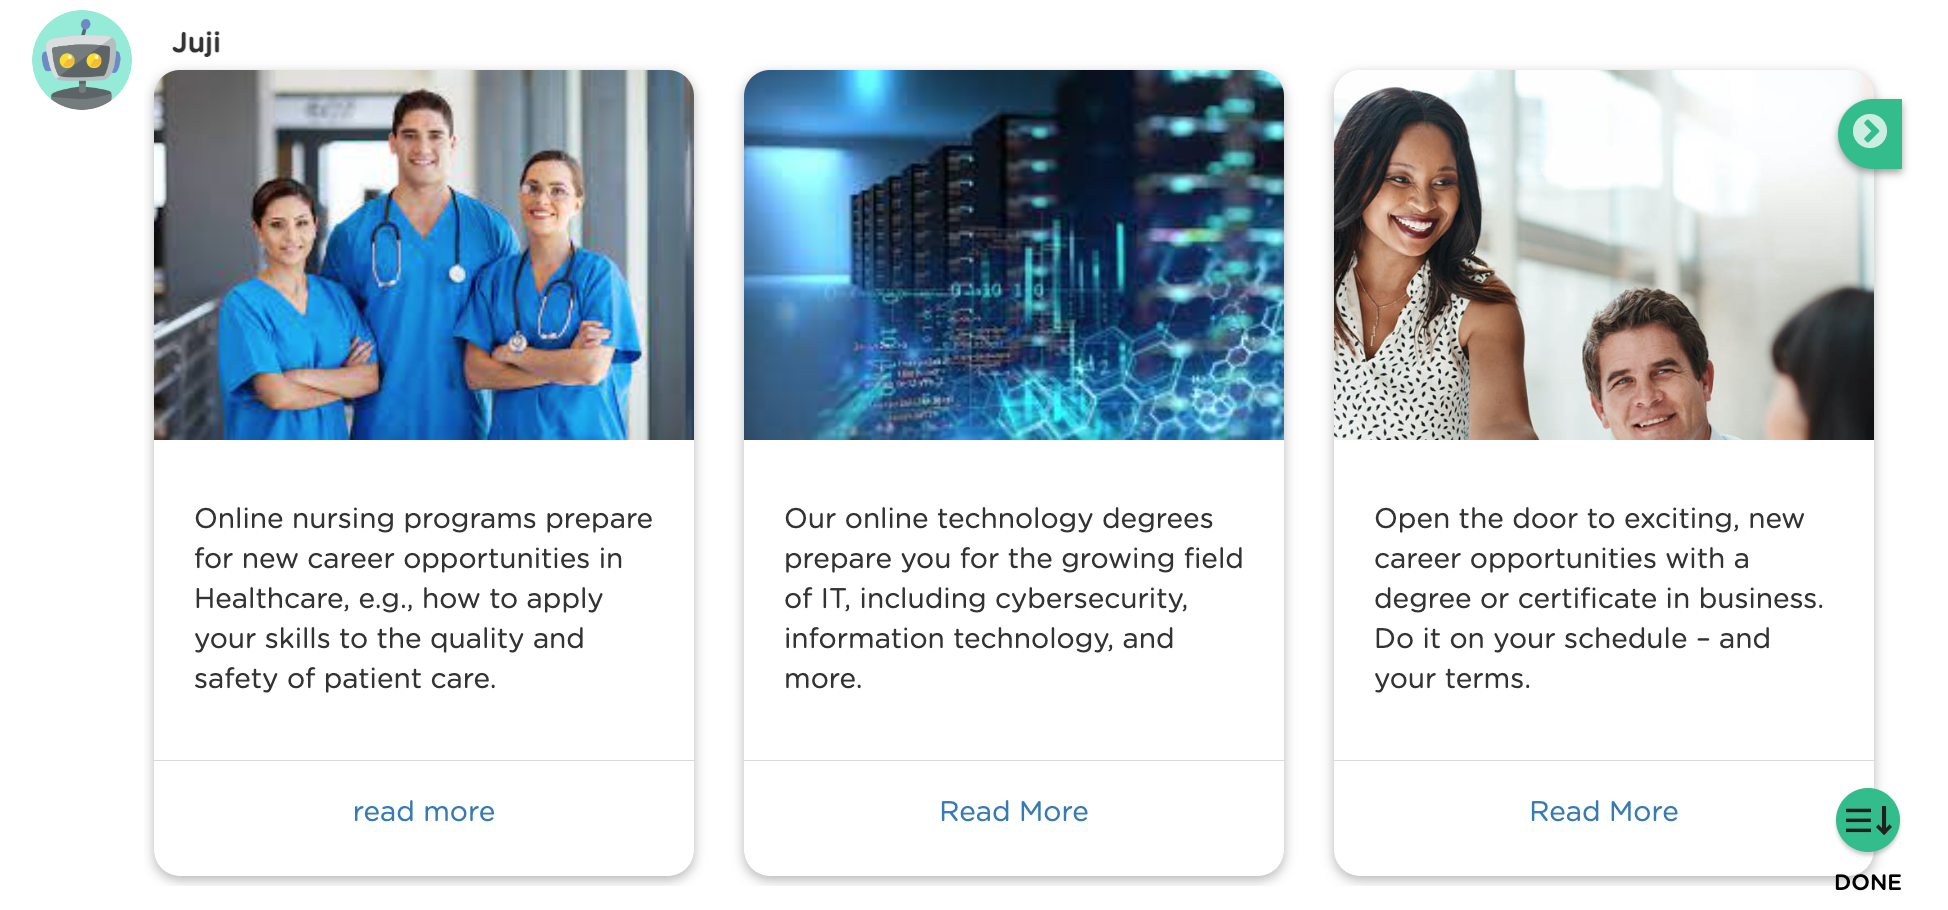 Juji
Online nursing programs prepare
for new career opportunities in
Healthcare, e.g., how to apply
your skills to the quality and
safety of patient care.
read more
Our online technology degrees
prepare you for the growing field
of IT, including cybersecurity,
information technology, and
more.
Read More
Open the door to exciting, new
career opportunities with a
degree or certificate in business.
Do it on your schedule – and
your terms.
Read More
DONE